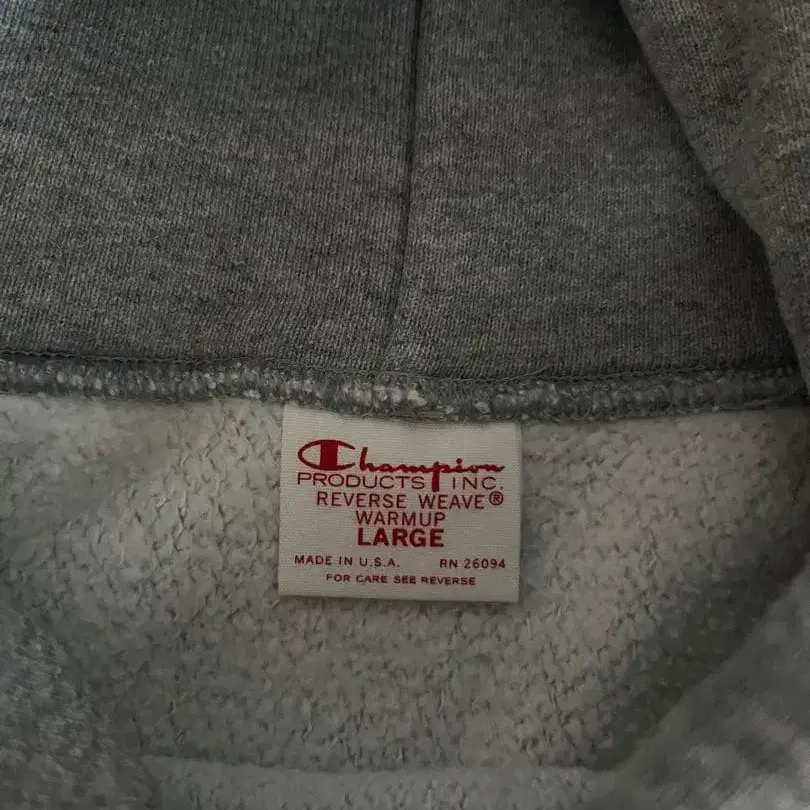 Champion
PRODUCTS INC.
REVERSE WEAVE®
WARMUP
LARGE
MADE IN U.S.A. RN 26094
FOR CARE SEE REVERSE